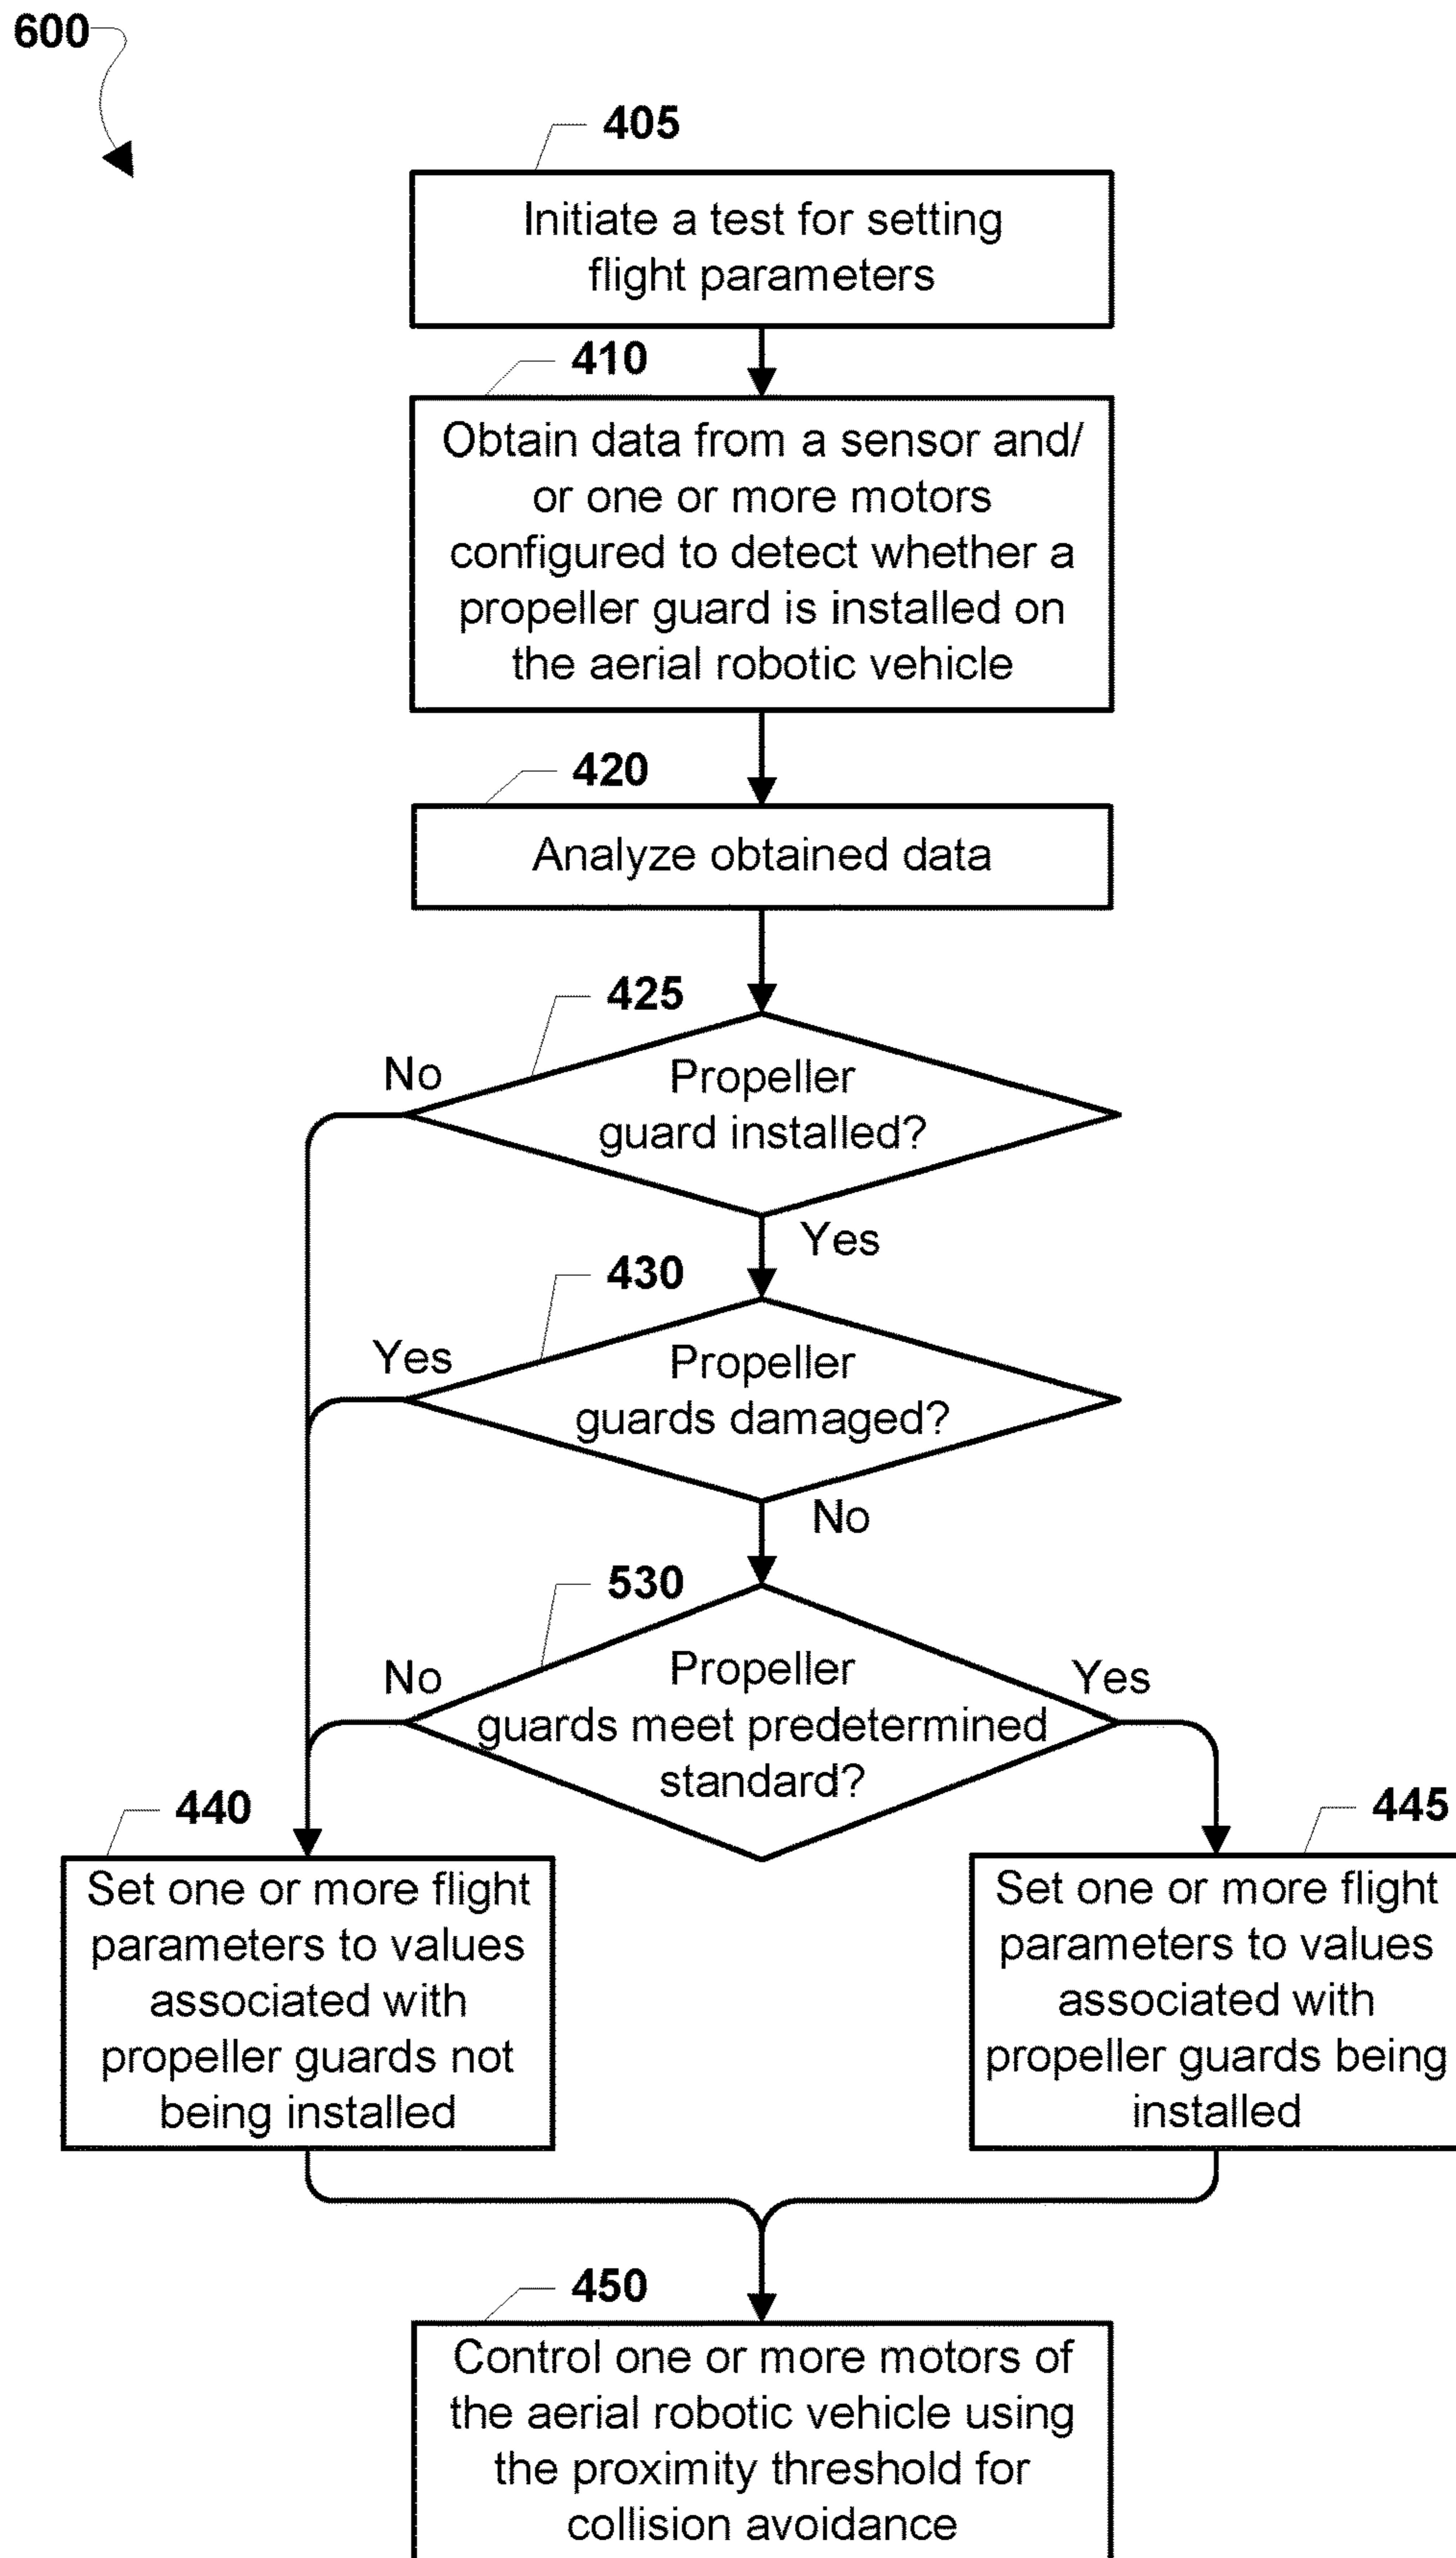 600
405
Initiate a test for setting
flight parameters
410
Obtain data from a sensor and/
or one or more motors
configured to detect whether a
propeller guard is installed on
the aerial robotic vehicle
420
Analyze obtained data
425
No
Propeller
guard installed?
Yes
430
Yes
Propeller
guards damaged?
No
530
No
Propeller
guards meet predetermined
standard?
Yes
440
Set one or more flight
parameters to values
associated with
propeller guards not
being installed
445
Set one or more flight
parameters to values
associated with
propeller guards being
installed
450
Control one or more motors of
the aerial robotic vehicle using
the proximity threshold for
collision avoidance